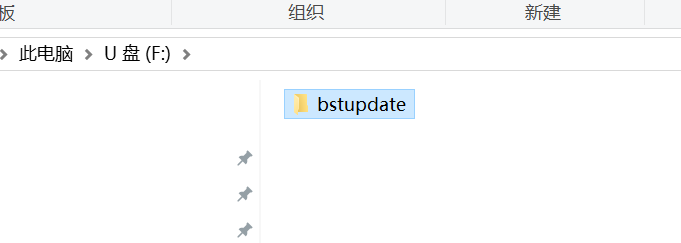 板
组织
新建
此电脑
U 盘 (F:)
bstupdate